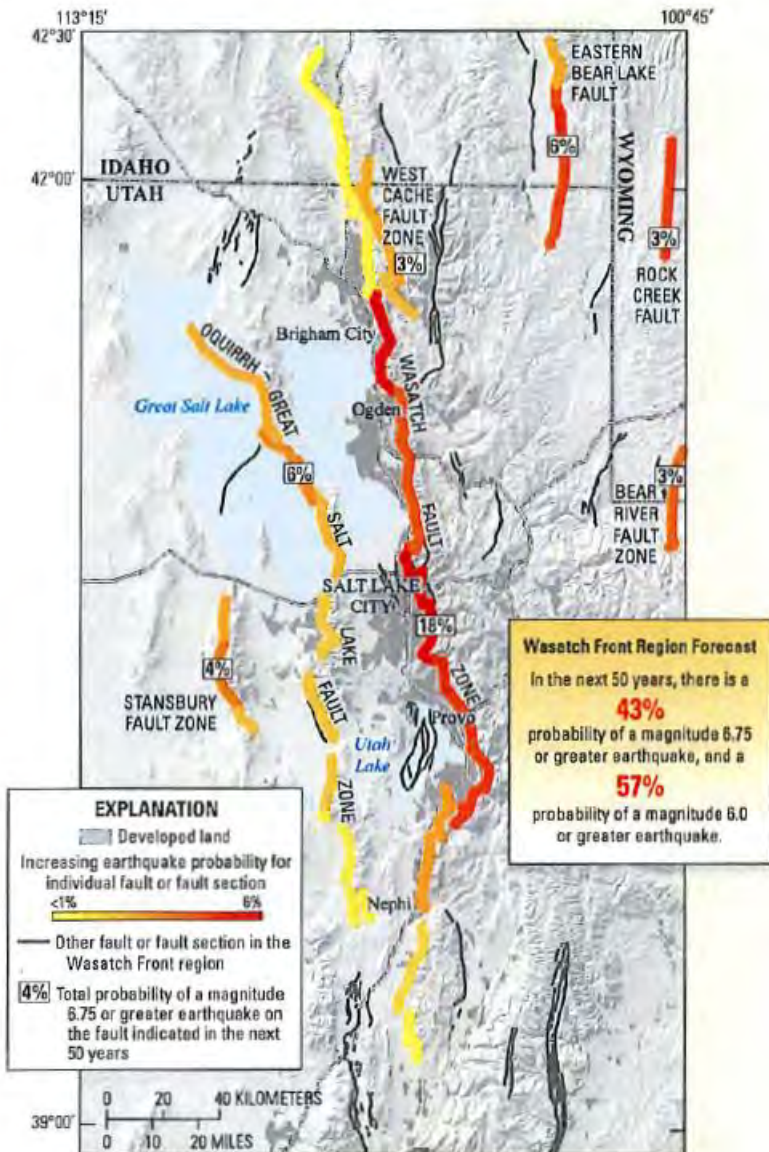 113°15'
100°45'
42°30'
EASTERN
BEAR LAKE
FAULT
6%
WYOMING
IDAHO
UTAH
42°00'
WEST
CACHE
FAULT
ZONE
3%
3%
ROCK
CREEK
FAULT
Brigham City
OQUIRRH – GREAT
SALT
LAKE
FAULT
ZONE
WASATCH
FAULT
ZONE
Great Salt Lake
Ogden
6%
3%
BEAR
RIVER
FAULT
ZONE
SALT LAKE
CITY
18%
4%
STANSBURY
FAULT ZONE
Provo
Utah
Lake
Nephi
Wasatch Front Region Forecast
In the next 50 years, there is a
43%
probability of a magnitude 6.75
or greater earthquake, and a
57%
probability of a magnitude 6.0
or greater earthquake.
EXPLANATION
Developed land
Increasing earthquake probability for
individual fault or fault section
<1%
6%
Other fault or fault section in the
Wasatch Front region
4% Total probability of a magnitude
6.75 or greater earthquake on
the fault indicated in the next
50 years
0 20 40 KILOMETERS
0 10 20 MILES
39°00'